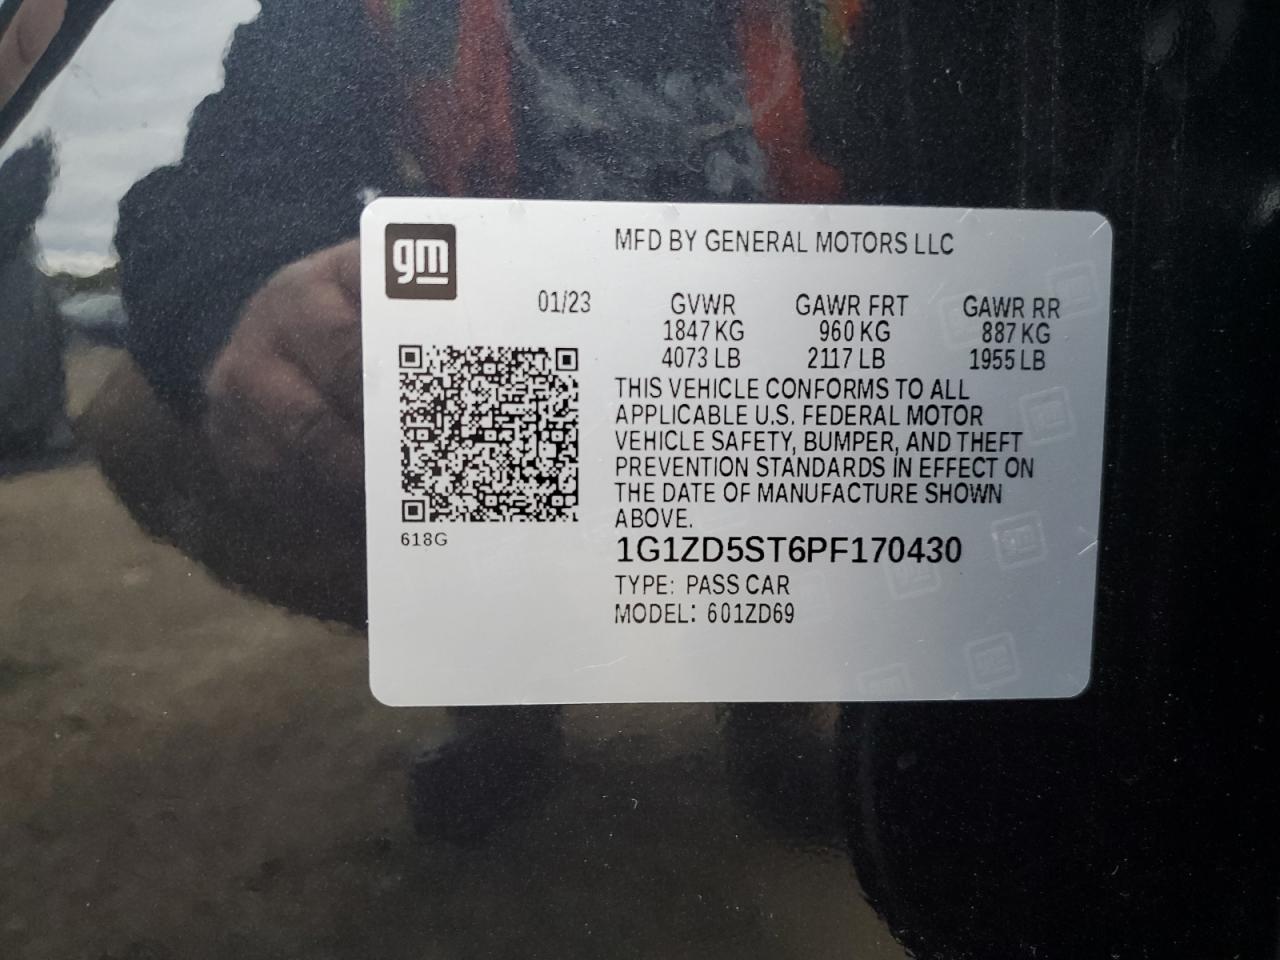 gm
MFD BY GENERAL MOTORS LLC
01/23 GVWR GAWR FRT GAWR RR
1847 KG 960 KG 887 KG
4073 LB 2117 LB 1955 LB
THIS VEHICLE CONFORMS TO ALL
APPLICABLE U.S. FEDERAL MOTOR
VEHICLE SAFETY, BUMPER, AND THEFT
PREVENTION STANDARDS IN EFFECT ON
THE DATE OF MANUFACTURE SHOWN
ABOVE.
618G
1G1ZD5ST6PF170430
TYPE: PASS CAR
MODEL: 601ZD69